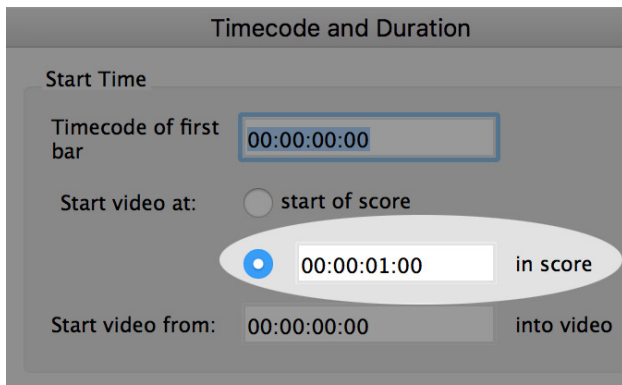 Timecode and Duration
Start Time
Timecode of first
bar
00:00:00:00
Start video at:
start of score
00:00:01:00 in score
Start video from: 00:00:00:00 into video